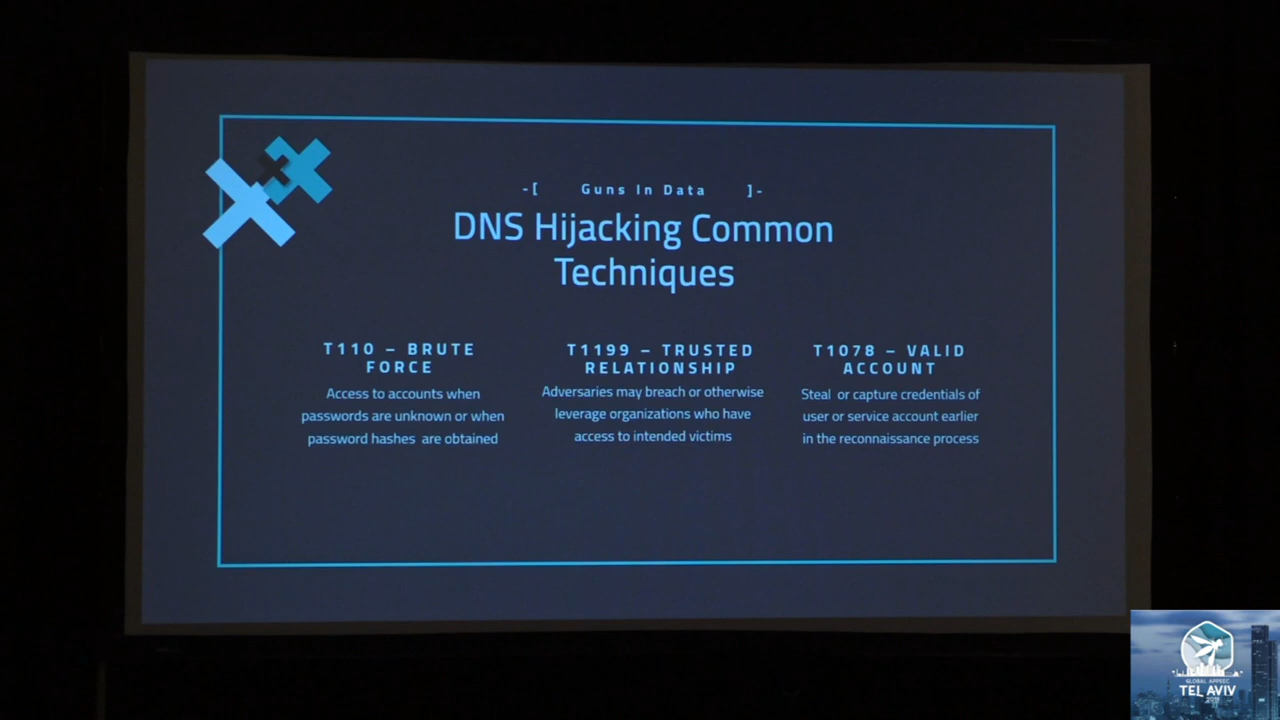 -[ Guns In Data ]-
DNS Hijacking Common
Techniques
T110 – BRUTE
FORCE
Access to accounts when
passwords are unknown or when
password hashes are obtained
T1199 – TRUSTED
RELATIONSHIP
Adversaries may breach or otherwise
leverage organizations who have
access to intended victims
T1078 – VALID
ACCOUNT
Steal or capture credentials of
user or service account earlier
in the reconnaissance process
GLOBAL APPSEC
TEL AVIV
2019